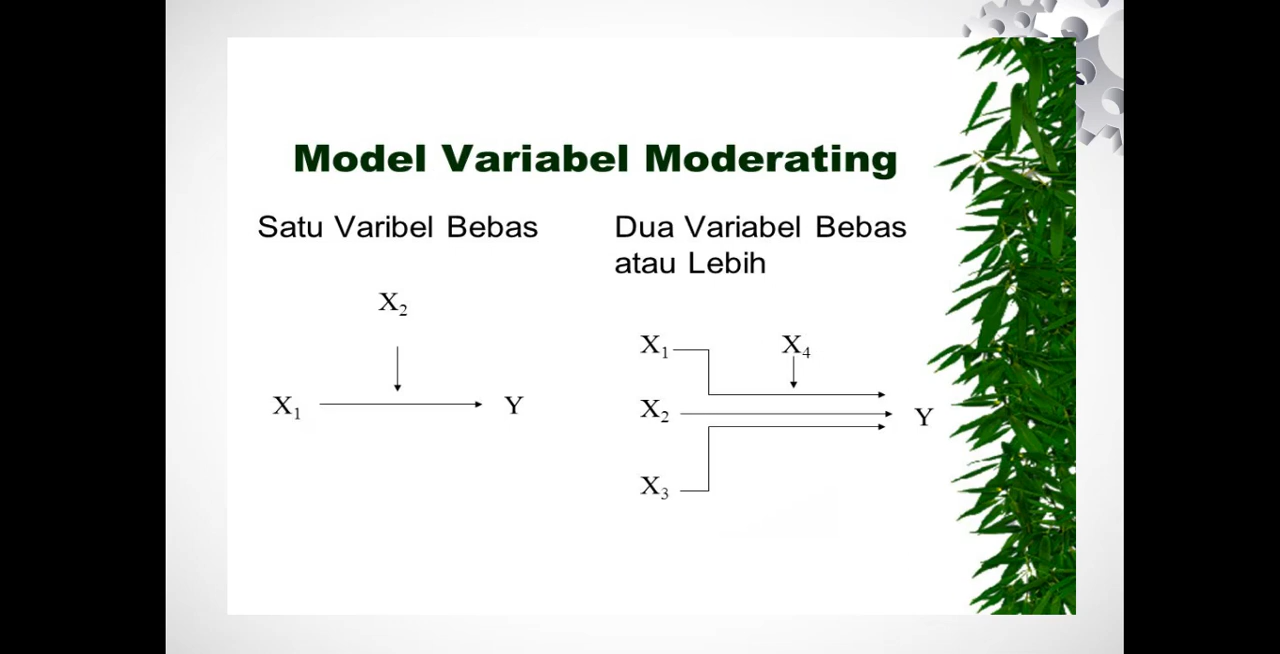 Model Variabel Moderating
Satu Varibel Bebas
X₂
X₁
Y
Dua Variabel Bebas
atau Lebih
X₁
X₄
X₂
Y
X₃